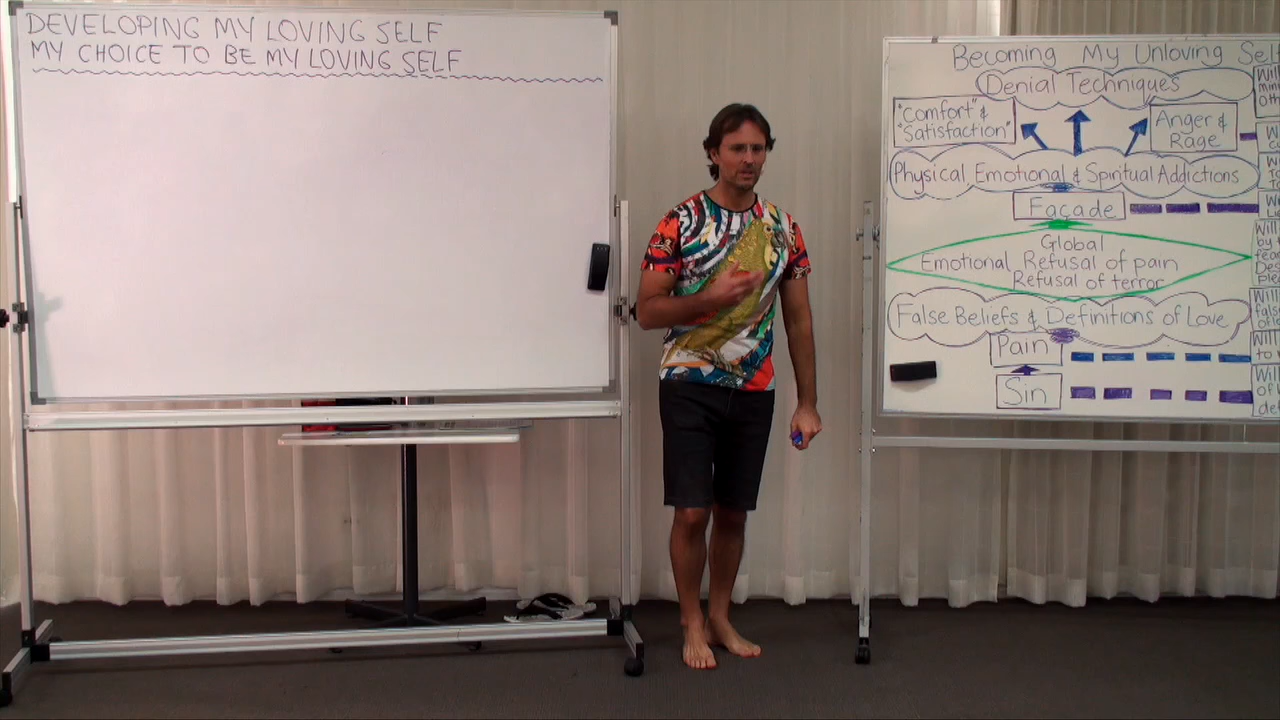 DEVELOPING MY LOVING SELF
MY CHOICE TO BE MY LOVING SELF
Becoming My Unloving Self
Denial Techniques
"Comfort" &
"Satisfaction"
Anger &
Rage
Physical, Emotional & Spiritual Addictions
Façade
Global
Emotional Refusal of pain
Refusal of terror
False Beliefs & Definitions of Love
Pain
Sin